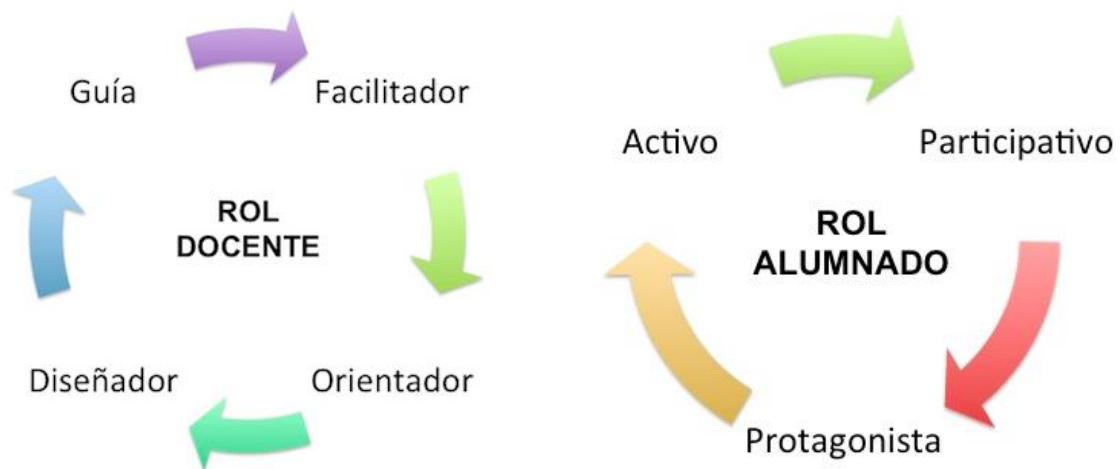 Guía
Facilitador
ROL
DOCENTE
Diseñador
Orientador
Activo
Participativo
ROL
ALUMNADO
Protagonista